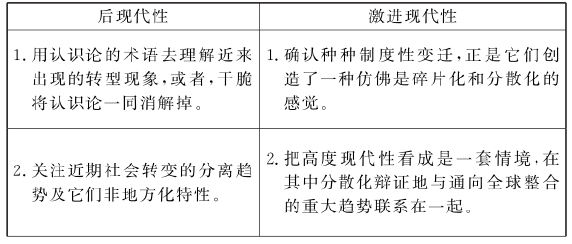 后现代性
激进现代性
1. 用认识论的术语去理解近来
出现的转型现象,或者,干脆
将认识论一同消解掉。
1. 确认种种制度性变迁,正是它们创
造了一种仿佛是碎片化和分散化的
感觉。
2. 关注近期社会转变的分离趋
势及它们非地方化特性。
2. 把高度现代性看成是一套情境,在
其中分散化辩证地与通向全球整合
的重大趋势联系在一起。